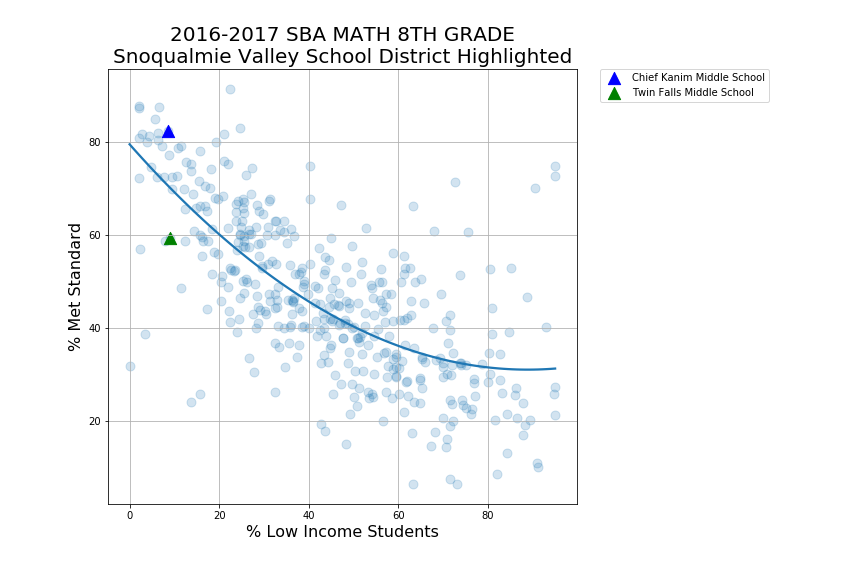 2016-2017 SBA MATH 8TH GRADE
Snoqualmie Valley School District Highlighted
Chief Kanim Middle School
Twin Falls Middle School
% Met Standard
80
60
40
20
0 20 40 60 80
% Low Income Students